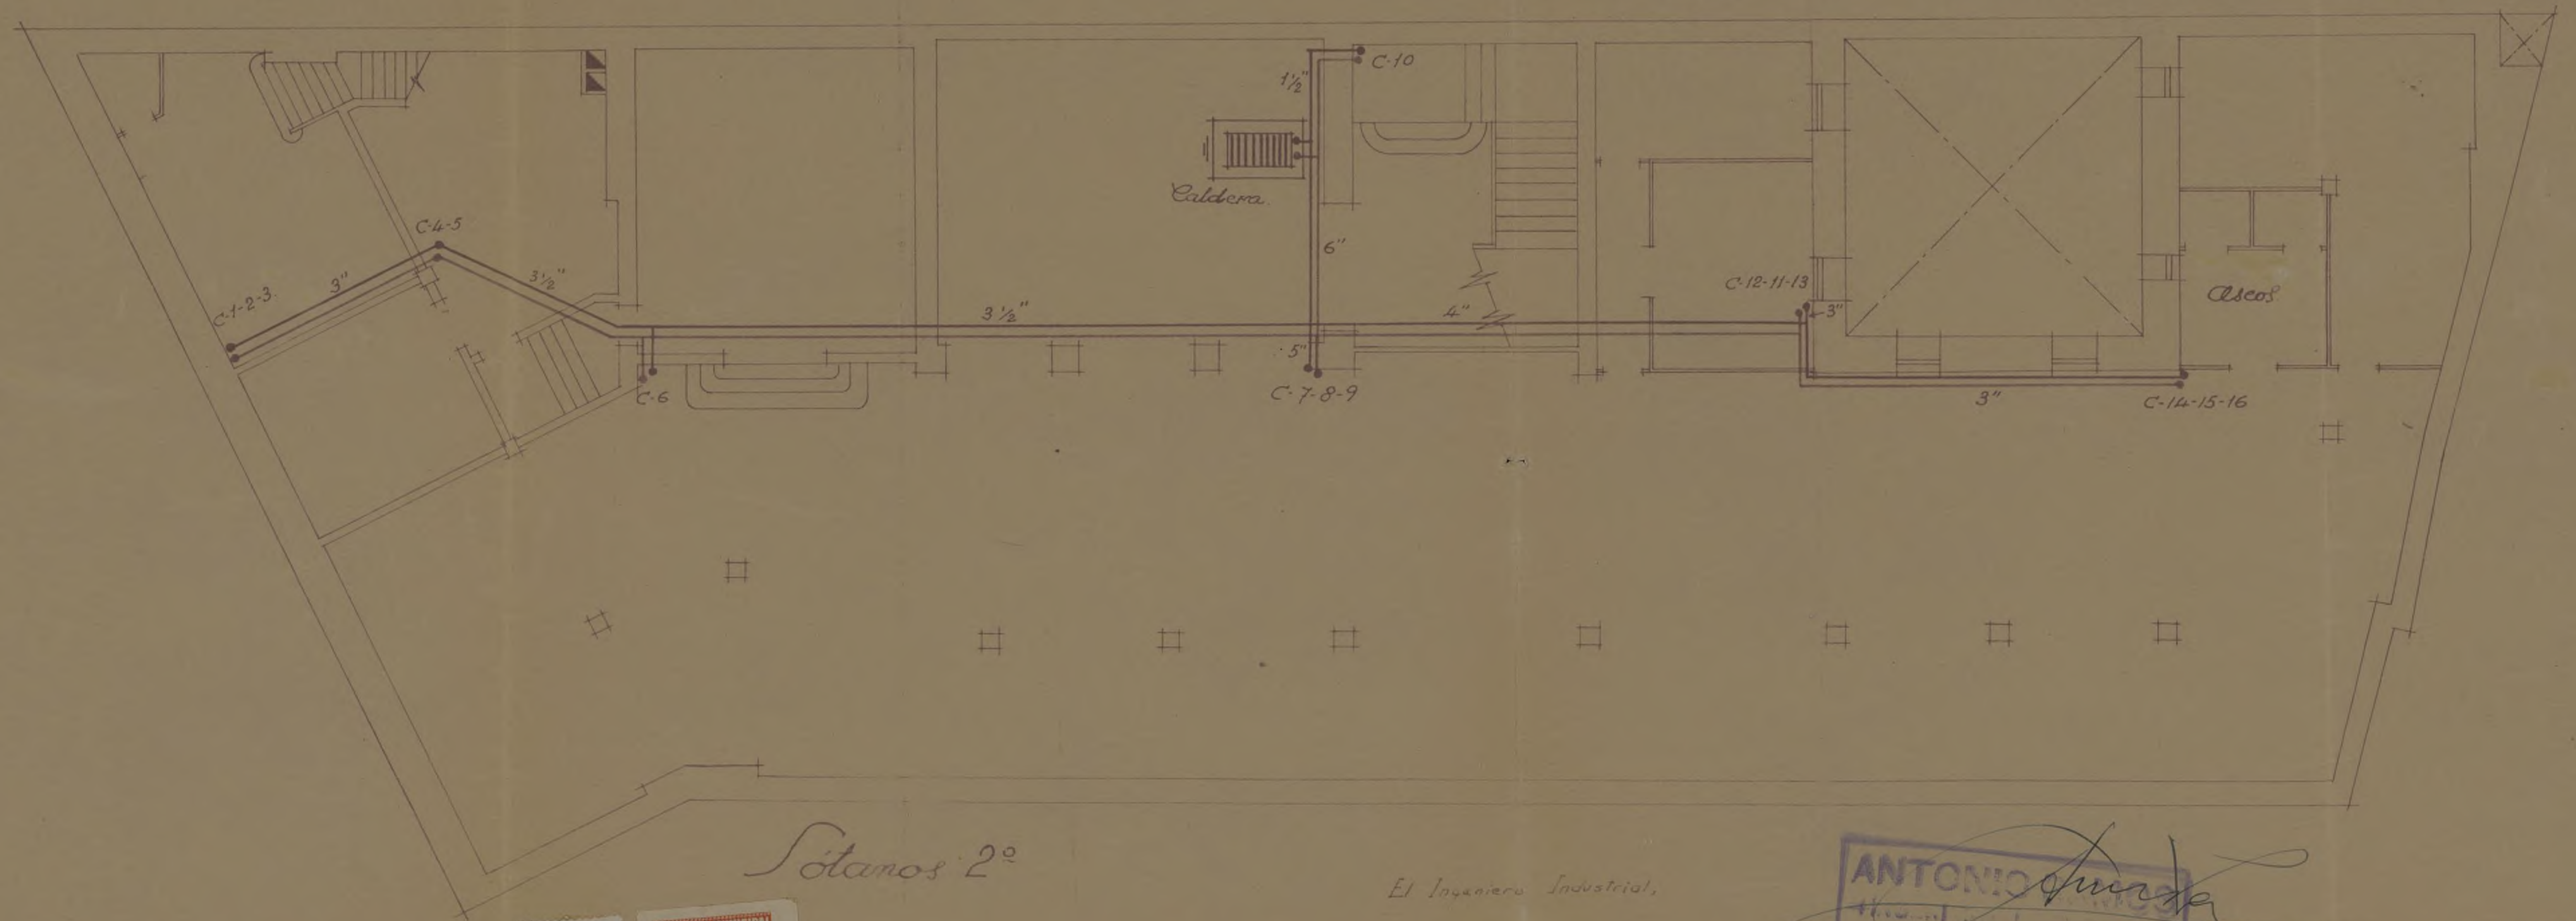 C-10
1½"
Caldera.
C-4-5
6"
3"
3½"
C-12-11-13
C-1-2-3.
3½"
4"
3"
Aseos.
5"
C-6
C-7-8-9
3"
C-14-15-16
Sótanos 2º
El Ingeniero Industrial,
ANTONIO